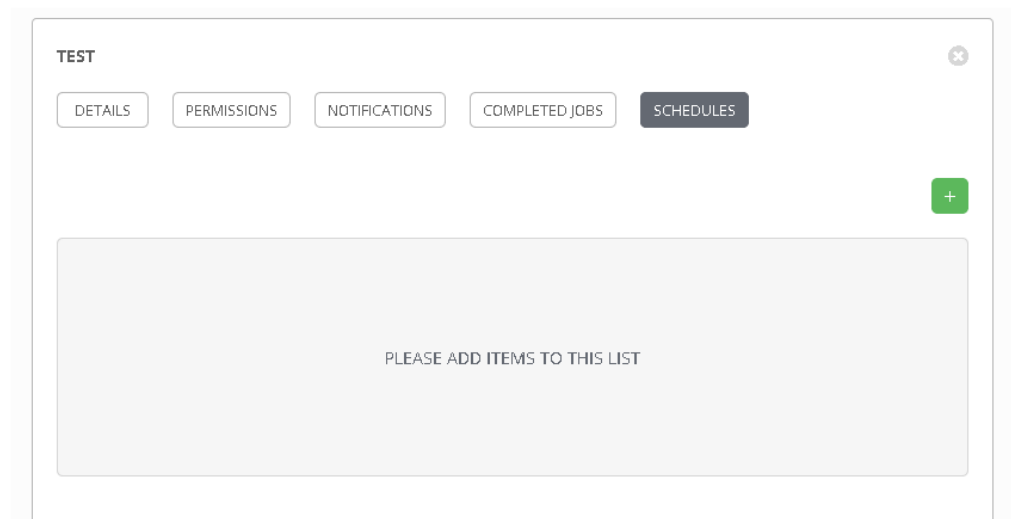 TEST
DETAILS PERMISSIONS NOTIFICATIONS COMPLETED JOBS SCHEDULES
+
PLEASE ADD ITEMS TO THIS LIST